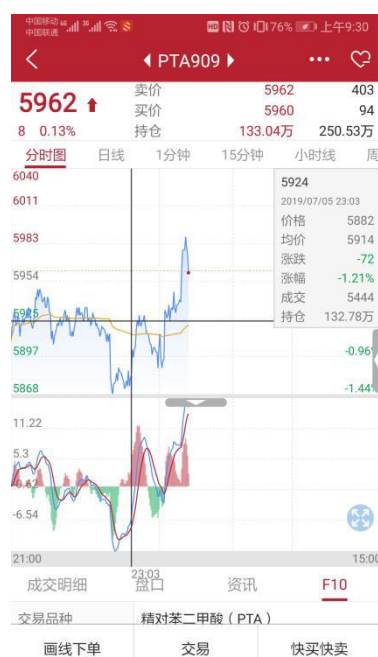 中国移动 46 36 HD 76% 上午9:30
中国联通
PTA909
5962 卖价 5962 403
买价 5960 94
8 0.13% 持仓 133.04万 250.53万
分时图 日线 1分钟 15分钟 小时线 周
6040
6011
5983
5954
5925
5897
5868
5924
2019/07/05 23:03
价格 5882
均价 5914
涨跌 -72
涨幅 -1.21%
成交 5444
持仓 132.78万
-0.96%
-1.44%
11.22
5.3
-0.62
-6.54
21:00 23:03 15:00
成交明细 盘口 资讯 F10
交易品种 精对苯二甲酸（PTA）
画线下单 交易 快买快卖